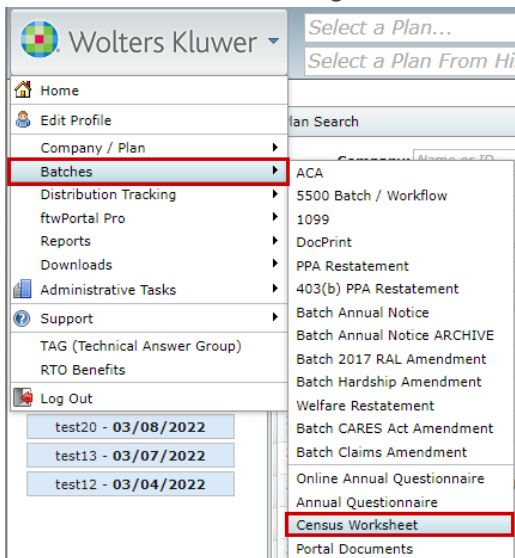 Wolters Kluwer
Select a Plan...
Select a Plan From Hi
Home
Edit Profile
Company / Plan
Batches
Distribution Tracking
ftwPortal Pro
Reports
Downloads
Administrative Tasks
Support
TAG (Technical Answer Group)
RTO Benefits
Log Out
test20 - 03/08/2022
test13 - 03/07/2022
test12 - 03/04/2022
lan Search
Company: Name or ID
ACA
5500 Batch / Workflow
1099
DocPrint
PPA Restatement
403(b) PPA Restatement
Batch Annual Notice
Batch Annual Notice ARCHIVE
Batch 2017 RAL Amendment
Batch Hardship Amendment
Welfare Restatement
Batch CARES Act Amendment
Batch Claims Amendment
Online Annual Questionnaire
Annual Questionnaire
Census Worksheet
Portal Documents